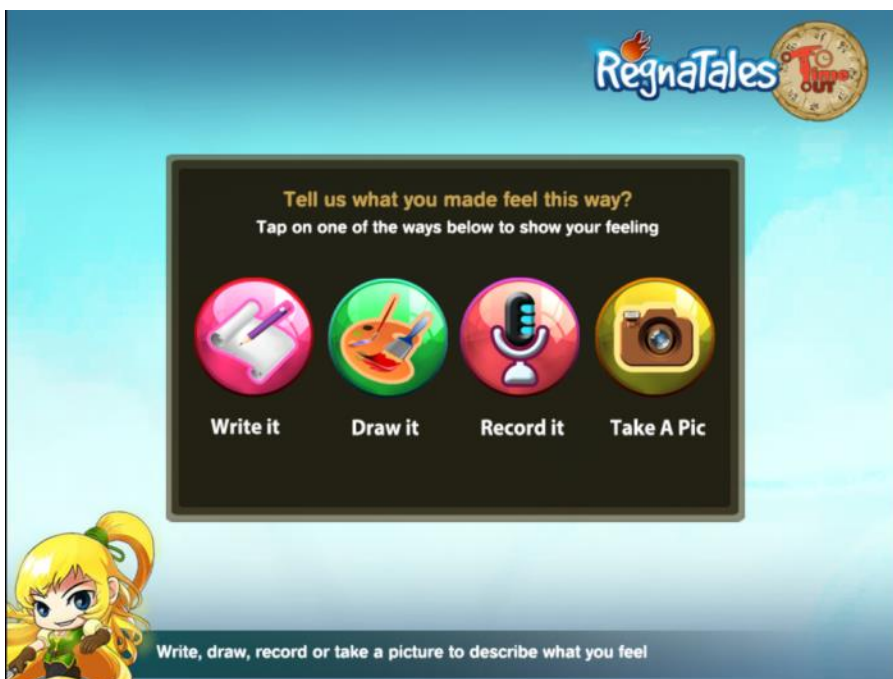 RegnaTales
Time OUT
Tell us what you made feel this way?
Tap on one of the ways below to show your feeling
Write it
Draw it
Record it
Take A Pic
Write, draw, record or take a picture to describe what you feel